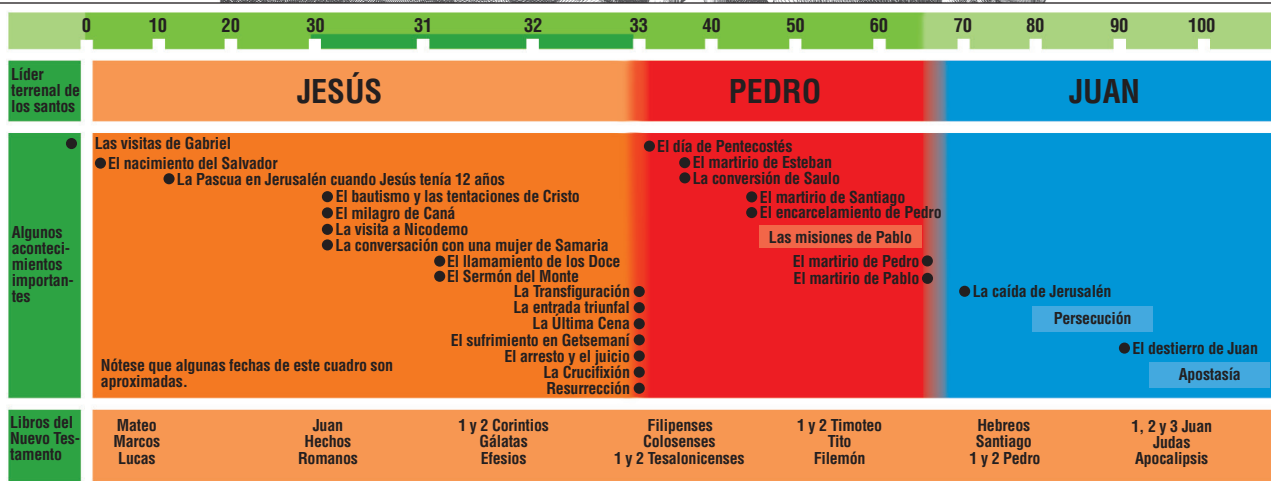 0 10 20 30 31 32 33 40 50 60 70 80 90 100
Líder
terrenal de
los santos
JESÚS PEDRO JUAN
Algunos
aconteci-
mientos
importan-
tes
Las visitas de Gabriel
El nacimiento del Salvador
La Pascua en Jerusalén cuando Jesús tenía 12 años
El bautismo y las tentaciones de Cristo
El milagro de Caná
La visita a Nicodemo
La conversación con una mujer de Samaria
El llamamiento de los Doce
El Sermón del Monte
La Transfiguración
La entrada triunfal
La Última Cena
El sufrimiento en Getsemaní
El arresto y el juicio
La Crucifixión
Resurrección
Nótese que algunas fechas de este cuadro son
aproximadas.
El día de Pentecostés
El martirio de Esteban
La conversión de Saulo
El martirio de Santiago
El encarcelamiento de Pedro
Las misiones de Pablo
El martirio de Pedro
El martirio de Pablo
La caída de Jerusalén
Persecución
El destierro de Juan
Apostasía
Libros del
Nuevo Tes-
tamento
Mateo
Marcos
Lucas
Juan
Hechos
Romanos
1 y 2 Corintios
Gálatas
Efesios
Filipenses
Colosenses
1 y 2 Tesalonicenses
1 y 2 Timoteo
Tito
Filemón
Hebreos
Santiago
1 y 2 Pedro
1, 2 y 3 Juan
Judas
Apocalipsis